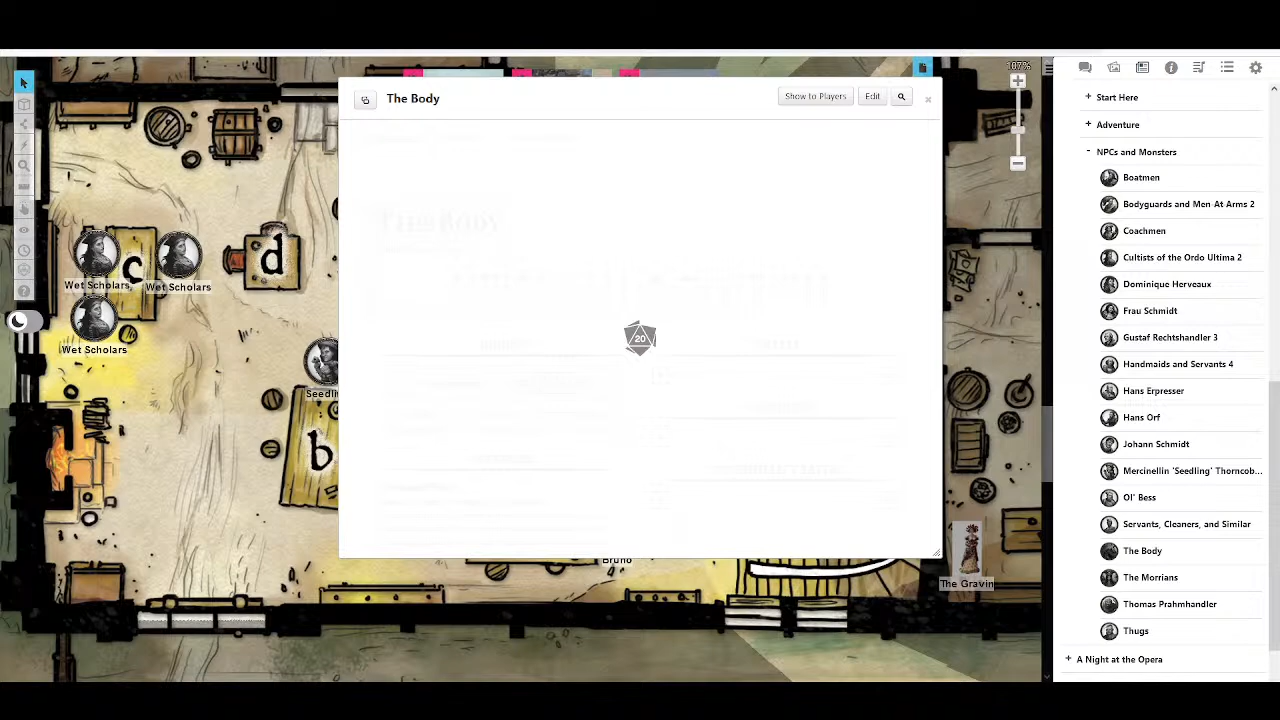 187%
The Body
Show to Players
Edit
20
c
d
b
Wet Scholars
Wet Scholars
Wet Scholars
Seedlin
Bruno
The Gravin
+ Start Here
+ Adventure
- NPCs and Monsters
Boatmen
Bodyguards and Men-At Arms 2
Coachmen
Cultists of the Ordo Ultima 2
Dominique Herveaux
Frau Schmidt
Gustaf Rechtshandler 3
Handmaids and Servants 4
Hans Erpresser
Hans Orf
Johann Schmidt
Mercinellin 'Seedling' Thorncob...
Ol' Bess
Servants, Cleaners, and Similar
The Body
The Morrians
Thomas Prahmhandler
Thugs
+ A Night at the Opera